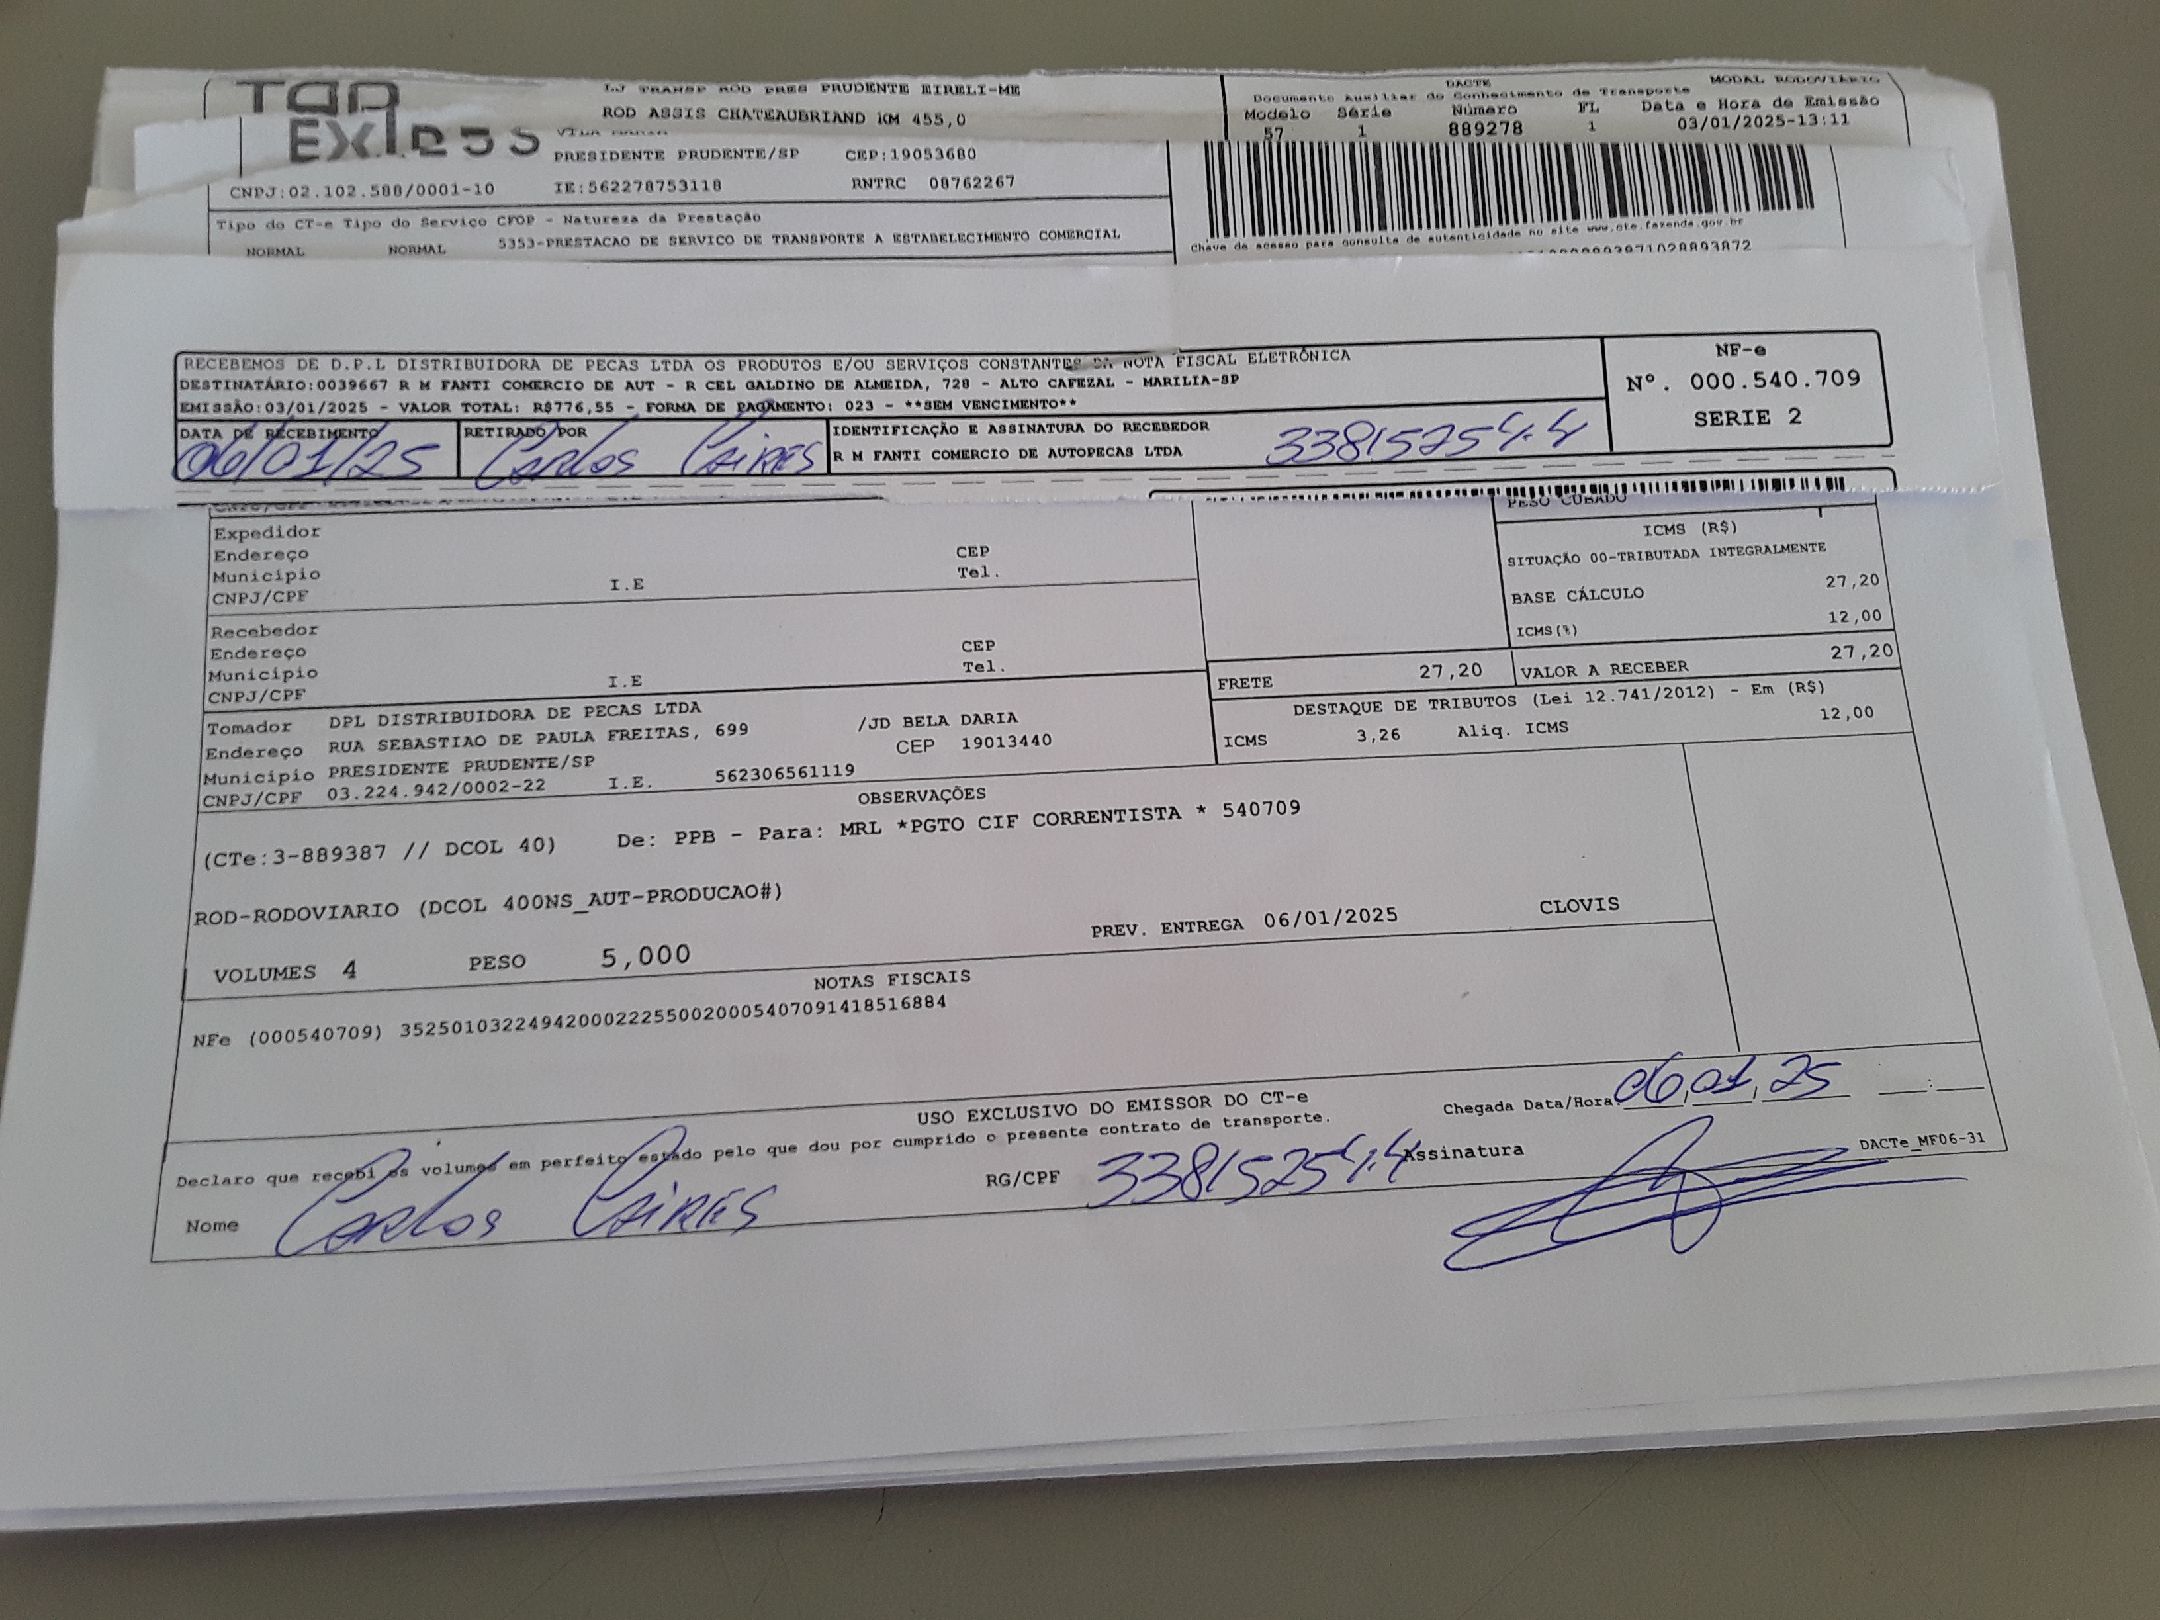 TOP
EXPRESS
LJ TRANSP ROD PRES PRUDENTE EIRELI-ME
ROD ASSIS CHATEAUBRIAND KM 455,0
PRESIDENTE PRUDENTE/SP CEP:19053680
CNPJ:02.102.588/0001-10 IE:562278753118 RNTRC 08762267
Tipo do CT-e Tipo do Serviço CFOP - Natureza da Prestação
NORMAL NORMAL 5353-PRESTACAO DE SERVICO DE TRANSPORTE A ESTABELECIMENTO COMERCIAL
DACTE MODAL RODOVIÁRIO
Documento Auxiliar do Conhecimento de Transporte
Modelo Série Número FL Data e Hora de Emissão
57 1 889278 1 03/01/2025-13:11
Chave de acesso para consulta de autenticidade no site www.cte.fazenda.gov.br
RECEBEMOS DE D.P.L DISTRIBUIDORA DE PECAS LTDA OS PRODUTOS E/OU SERVIÇOS CONSTANTES DA NOTA FISCAL ELETRÔNICA
DESTINATÁRIO:0039667 R M FANTI COMERCIO DE AUT - R CEL GALDINO DE ALMEIDA, 728 - ALTO CAFEZAL - MARILIA-SP
EMISSÃO:03/01/2025 - VALOR TOTAL: R$776,55 - FORMA DE PAGAMENTO: 023 - **SEM VENCIMENTO**
NF-e
Nº. 000.540.709
SERIE 2
DATA DE RECEBIMENTO
06/01/25
RETIRADO POR
Carlos Caires
IDENTIFICAÇÃO E ASSINATURA DO RECEBEDOR
R M FANTI COMERCIO DE AUTOPECAS LTDA
PESO CUBADO
Expedidor
Endereço CEP
Município I.E Tel.
CNPJ/CPF
Recebedor
Endereço CEP
Município I.E Tel.
CNPJ/CPF
ICMS (R$)
SITUAÇÃO 00-TRIBUTADA INTEGRALMENTE
BASE CÁLCULO 27,20
ICMS(%) 12,00
FRETE 27,20 VALOR A RECEBER 27,20
DESTAQUE DE TRIBUTOS (Lei 12.741/2012) - Em (R$)
ICMS 3,26 Aliq. ICMS 12,00
Tomador DPL DISTRIBUIDORA DE PECAS LTDA
Endereço RUA SEBASTIAO DE PAULA FREITAS, 699 /JD BELA DARIA
Município PRESIDENTE PRUDENTE/SP CEP 19013440
CNPJ/CPF 03.224.942/0002-22 I.E. 562306561119
OBSERVAÇÕES
(CTe:3-889387 // DCOL 40) De: PPB - Para: MRL *PGTO CIF CORRENTISTA * 540709
ROD-RODOVIARIO (DCOL 400NS_AUT-PRODUCAO#)
PREV. ENTREGA 06/01/2025 CLOVIS
VOLUMES 4 PESO 5,000
NOTAS FISCAIS
NFe (000540709) 35250103224942000222550020005407091418516884
USO EXCLUSIVO DO EMISSOR DO CT-e
Chegada Data/Hora: 06,01,25 :
Declaro que recebi os volumes em perfeito estado pelo que dou por cumprido o presente contrato de transporte.
Nome Carlos Caires RG/CPF Assinatura DACTe_MF06-31